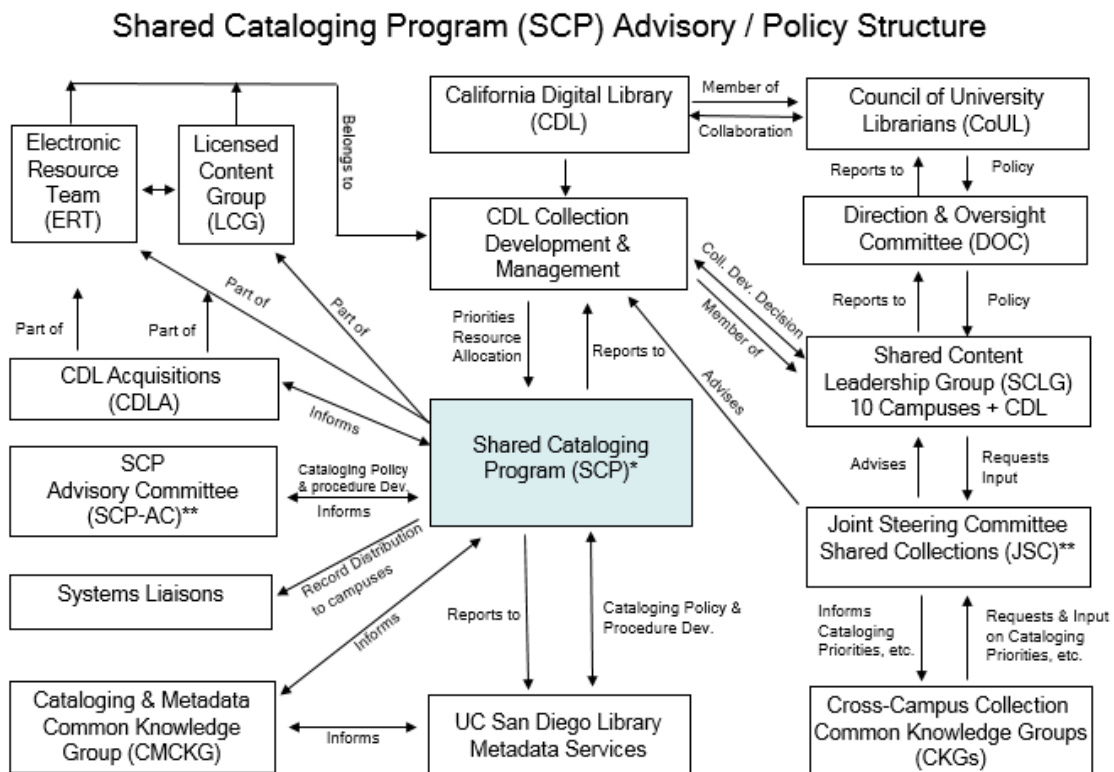 Shared Cataloging Program (SCP) Advisory / Policy Structure
California Digital Library
(CDL)
Member of
Collaboration
Council of University
Librarians (CoUL)
Electronic
Resource
Team
(ERT)
Licensed
Content
Group
(LCG)
Belongs to
Reports to
Policy
CDL Collection
Development &
Management
Direction & Oversight
Committee (DOC)
Part of
Part of
Part of
Part of
Priorities
Resource
Allocation
Reports to
Coll. Dev. Decision
Member of
Reports to
Policy
CDL Acquisitions
(CDLA)
Informs
Advises
Shared Content
Leadership Group (SCLG)
10 Campuses + CDL
SCP
Advisory Committee
(SCP-AC)**
Cataloging Policy
& procedure Dev.
Informs
Shared Cataloging
Program (SCP)*
Advises
Requests
Input
Joint Steering Committee
Shared Collections (JSC)**
Systems Liaisons
Record Distribution
to campuses
Informs
Reports to
Cataloging Policy &
Procedure Dev.
Informs
Cataloging
Priorities, etc.
Requests & Input
on Cataloging
Priorities, etc.
Cataloging & Metadata
Common Knowledge
Group (CMCKG)
Informs
UC San Diego Library
Metadata Services
Cross-Campus Collection
Common Knowledge Groups
(CKGs)